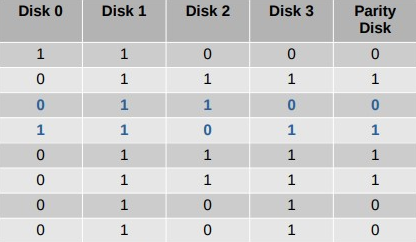 Disk 0 Disk 1 Disk 2 Disk 3 Parity
Disk
1 1 0 0 0
0 1 1 1 1
0 1 1 0 0
1 1 0 1 1
0 1 1 1 1
0 1 1 1 1
0 1 0 1 0
0 1 0 1 0